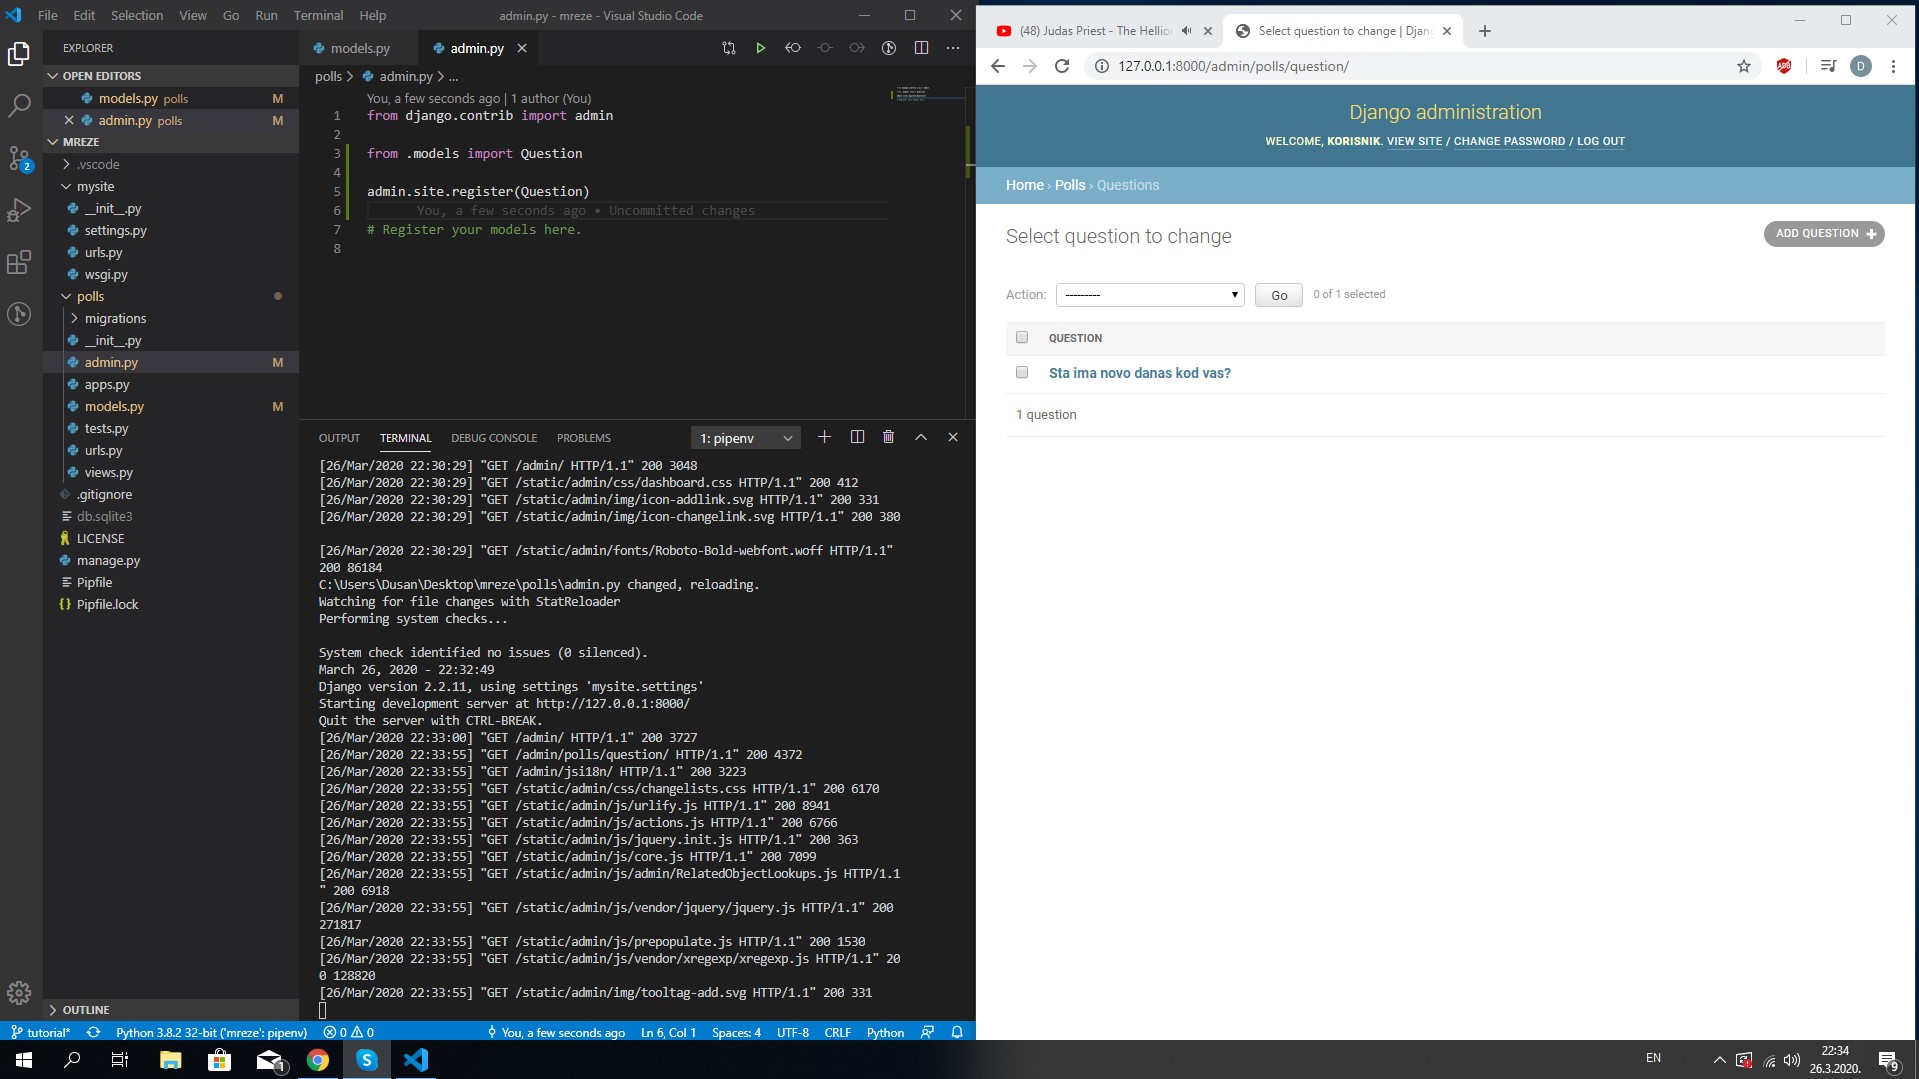 File Edit Selection View Go Run Terminal Help
admin.py - mreze - Visual Studio Code
EXPLORER
OPEN EDITORS
models.py polls M
admin.py polls M
MREZE
.vscode
mysite
__init__.py
settings.py
urls.py
wsgi.py
polls
migrations
__init__.py
admin.py M
apps.py
models.py M
tests.py
urls.py
views.py
.gitignore
db.sqlite3
LICENSE
manage.py
Pipfile
Pipfile.lock
OUTLINE
2
models.py admin.py
polls > admin.py > ...
You, a few seconds ago | 1 author (You)
1 from django.contrib import admin
2
3 from .models import Question
4
5 admin.site.register(Question)
6 You, a few seconds ago • Uncommitted changes
7 # Register your models here.
8
OUTPUT TERMINAL DEBUG CONSOLE PROBLEMS 1: pipenv
[26/Mar/2020 22:30:29] "GET /admin/ HTTP/1.1" 200 3048
[26/Mar/2020 22:30:29] "GET /static/admin/css/dashboard.css HTTP/1.1" 200 412
[26/Mar/2020 22:30:29] "GET /static/admin/img/icon-addlink.svg HTTP/1.1" 200 331
[26/Mar/2020 22:30:29] "GET /static/admin/img/icon-changelink.svg HTTP/1.1" 200 380
[26/Mar/2020 22:30:29] "GET /static/admin/fonts/Roboto-Bold-webfont.woff HTTP/1.1"
200 86184
C:\Users\Dusan\Desktop\mreze\polls\admin.py changed, reloading.
Watching for file changes with StatReloader
Performing system checks...
System check identified no issues (0 silenced).
March 26, 2020 - 22:32:49
Django version 2.2.11, using settings 'mysite.settings'
Starting development server at http://127.0.0.1:8000/
Quit the server with CTRL-BREAK.
[26/Mar/2020 22:33:00] "GET /admin/ HTTP/1.1" 200 3727
[26/Mar/2020 22:33:55] "GET /admin/polls/question/ HTTP/1.1" 200 4372
[26/Mar/2020 22:33:55] "GET /admin/jsi18n/ HTTP/1.1" 200 3223
[26/Mar/2020 22:33:55] "GET /static/admin/css/changelists.css HTTP/1.1" 200 6170
[26/Mar/2020 22:33:55] "GET /static/admin/js/urlify.js HTTP/1.1" 200 8941
[26/Mar/2020 22:33:55] "GET /static/admin/js/actions.js HTTP/1.1" 200 6766
[26/Mar/2020 22:33:55] "GET /static/admin/js/jquery.init.js HTTP/1.1" 200 363
[26/Mar/2020 22:33:55] "GET /static/admin/js/core.js HTTP/1.1" 200 7099
[26/Mar/2020 22:33:55] "GET /static/admin/js/admin/RelatedObjectLookups.js HTTP/1.1
" 200 6918
[26/Mar/2020 22:33:55] "GET /static/admin/js/vendor/jquery/jquery.js HTTP/1.1" 200
271817
[26/Mar/2020 22:33:55] "GET /static/admin/js/prepopulate.js HTTP/1.1" 200 1530
[26/Mar/2020 22:33:55] "GET /static/admin/js/vendor/xregexp/xregexp.js HTTP/1.1" 20
0 128820
[26/Mar/2020 22:33:55] "GET /static/admin/img/tooltag-add.svg HTTP/1.1" 200 331
tutorial* Python 3.8.2 32-bit ('mreze': pipenv) 0 0 You, a few seconds ago Ln 6, Col 1 Spaces: 4 UTF-8 CRLF Python
(48) Judas Priest - The Hellio Select question to change | Djan
127.0.0.1:8000/admin/polls/question/ ABP D
Django administration
WELCOME, KORISNIK. VIEW SITE / CHANGE PASSWORD / LOG OUT
Home › Polls › Questions
Select question to change
ADD QUESTION +
Action: --------- Go 0 of 1 selected
QUESTION
Sta ima novo danas kod vas?
1 question
1
EN
22:34
26.3.2020.
9